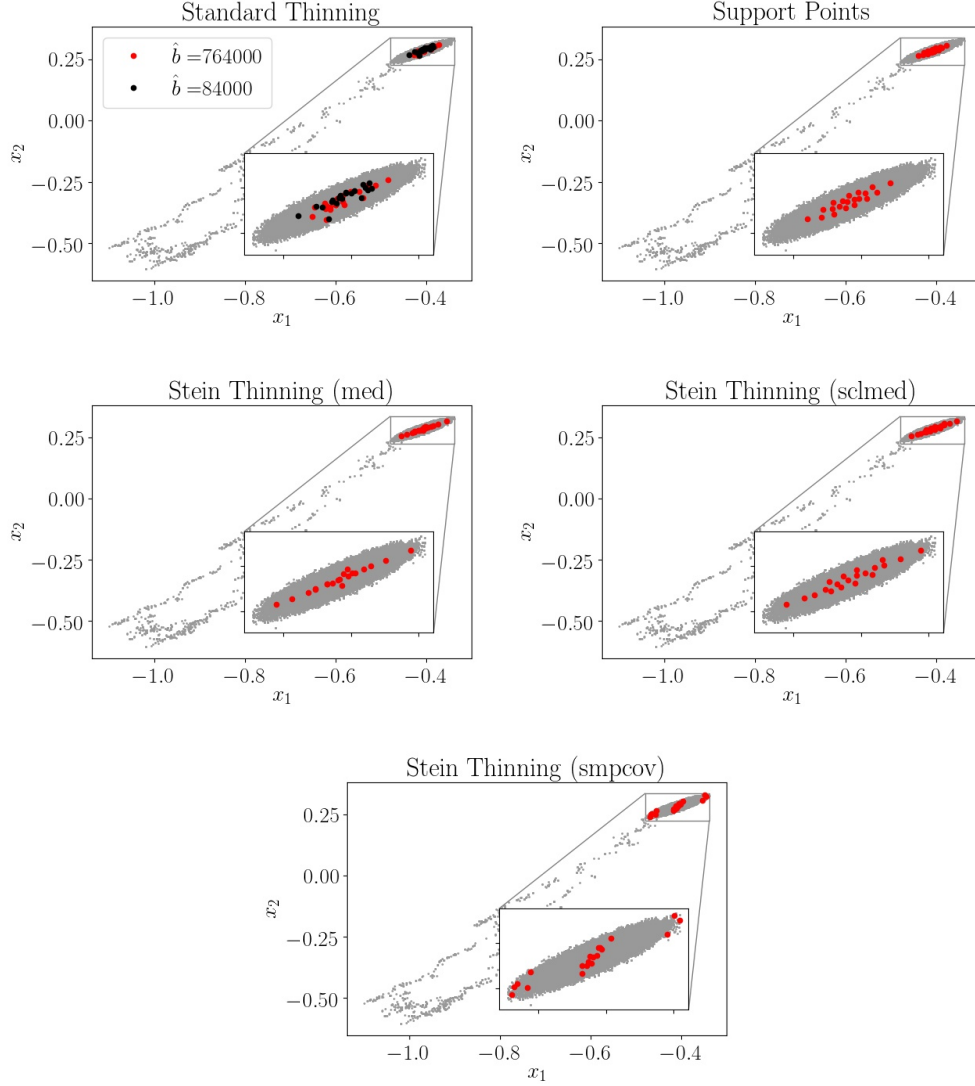 Standard Thinning
b̂ =764000
b̂ =84000
0.25
0.00
−0.25
−0.50
x₂
−1.0
−0.8
−0.6
−0.4
x₁
Support Points
0.25
0.00
−0.25
−0.50
x₂
−1.0
−0.8
−0.6
−0.4
x₁
Stein Thinning (med)
0.25
0.00
−0.25
−0.50
x₂
−1.0
−0.8
−0.6
−0.4
x₁
Stein Thinning (sclmed)
0.25
0.00
−0.25
−0.50
x₂
−1.0
−0.8
−0.6
−0.4
x₁
Stein Thinning (smpcov)
0.25
0.00
−0.25
−0.50
x₂
−1.0
−0.8
−0.6
−0.4
x₁